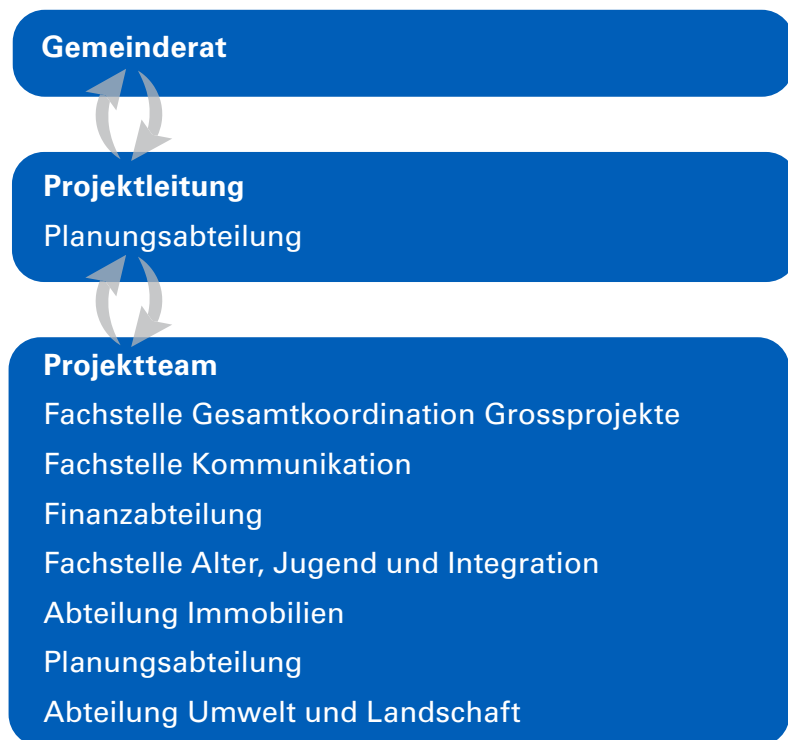 Gemeinderat
Projektleitung
Planungsabteilung
Projektteam
Fachstelle Gesamtkoordination Grossprojekte
Fachstelle Kommunikation
Finanzabteilung
Fachstelle Alter, Jugend und Integration
Abteilung Immobilien
Planungsabteilung
Abteilung Umwelt und Landschaft